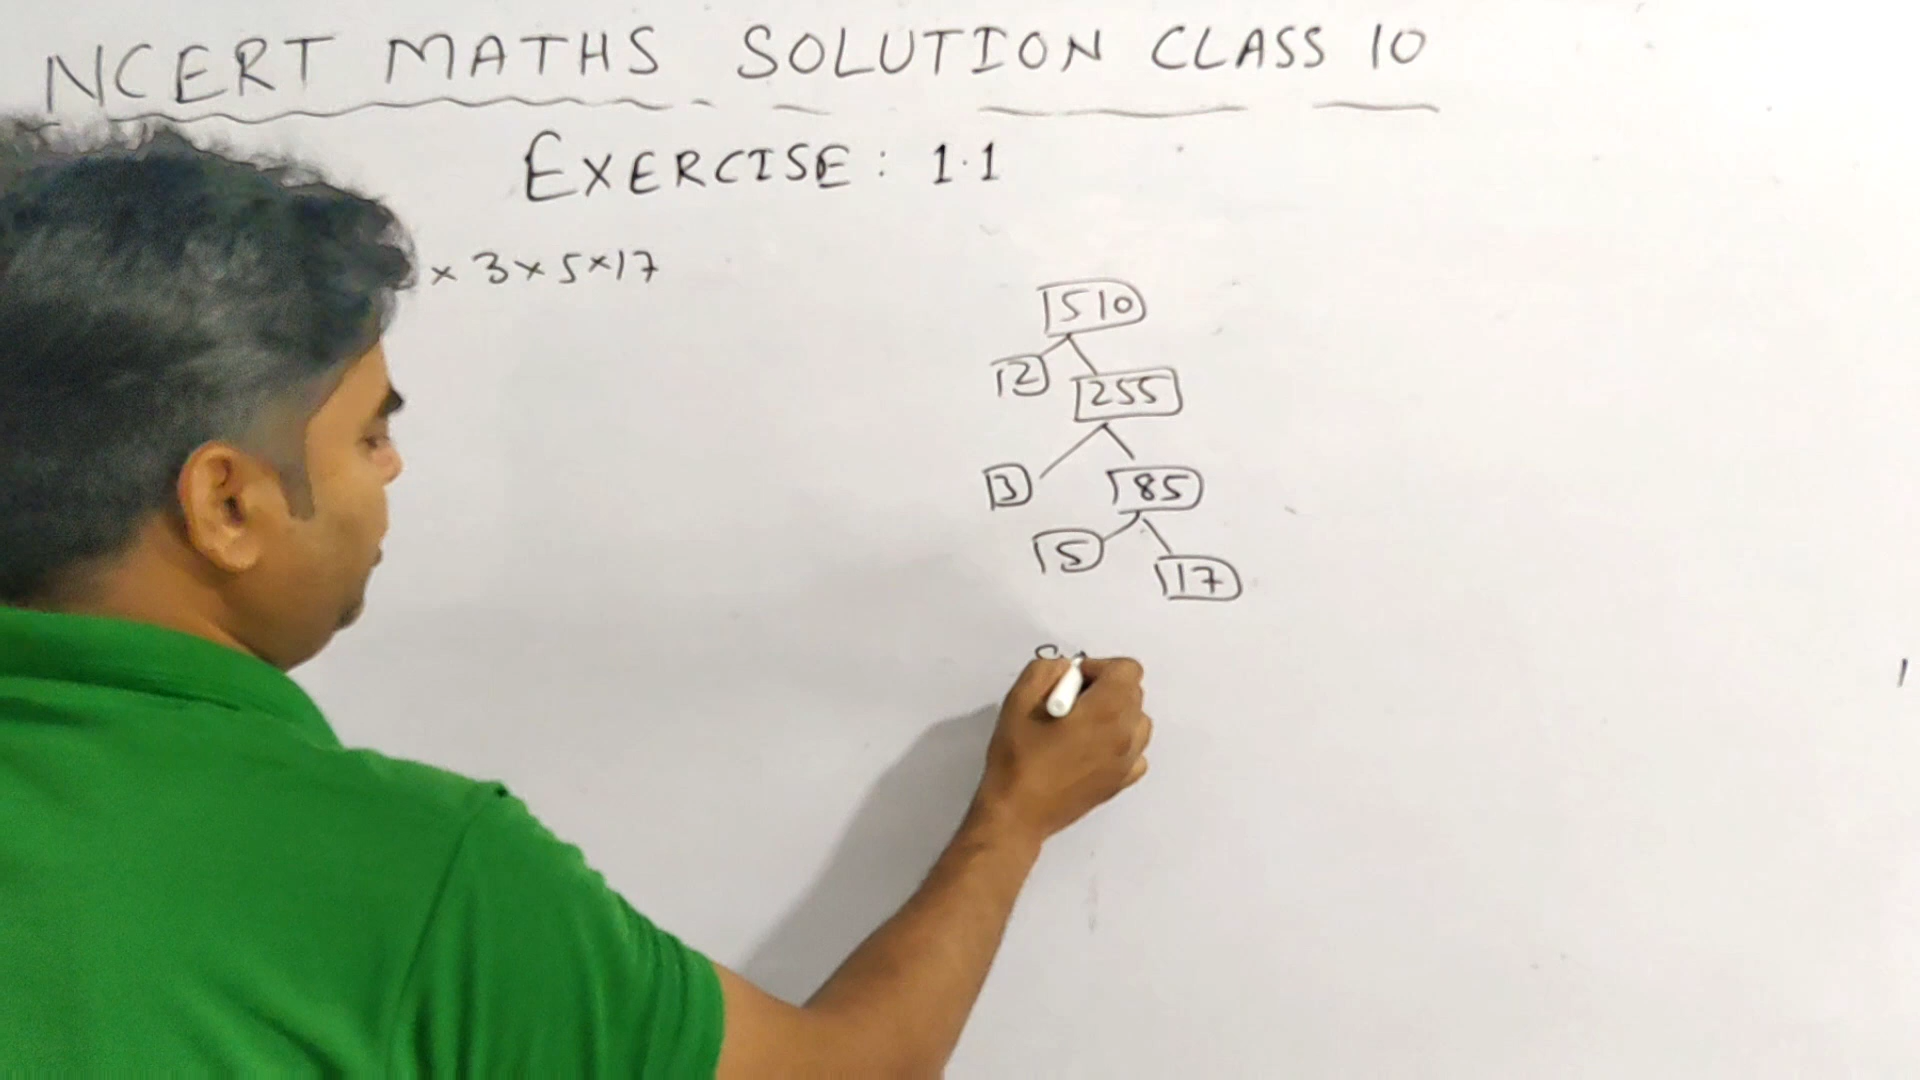 NCERT MATHS SOLUTION CLASS 10
EXERCISE: 1.1
× 3 × 5 × 17
510
2 255
3 85
5 17